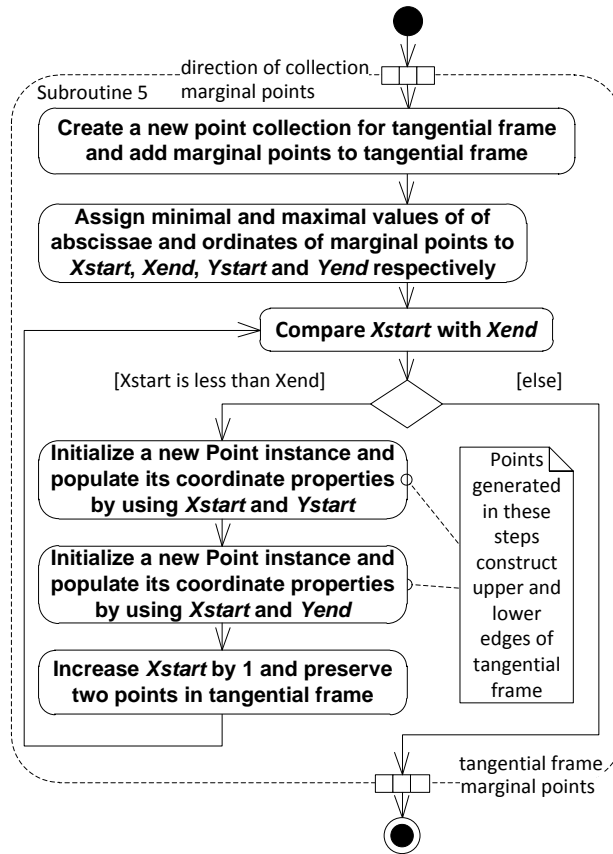 direction of collection
marginal points
Subroutine 5
Create a new point collection for tangential frame
and add marginal points to tangential frame
Assign minimal and maximal values of of
abscissae and ordinates of marginal points to
Xstart, Xend, Ystart and Yend respectively
Compare Xstart with Xend
[Xstart is less than Xend]
[else]
Initialize a new Point instance and
populate its coordinate properties
by using Xstart and Ystart
Initialize a new Point instance and
populate its coordinate properties
by using Xstart and Yend
Increase Xstart by 1 and preserve
two points in tangential frame
Points
generated
in these
steps
construct
upper and
lower
edges of
tangential
frame
tangential frame
marginal points